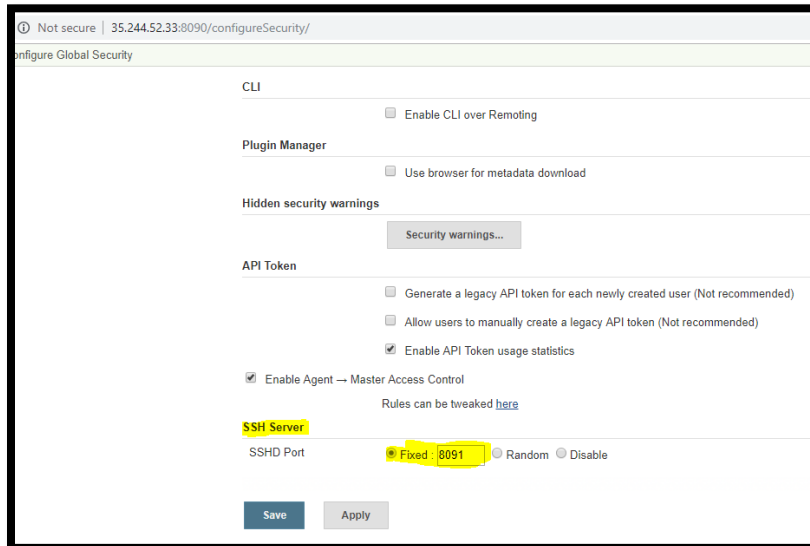 Not secure | 35.244.52.33:8090/configureSecurity/
onfigure Global Security
CLI
Enable CLI over Remoting
Plugin Manager
Use browser for metadata download
Hidden security warnings
Security warnings...
API Token
Generate a legacy API token for each newly created user (Not recommended)
Allow users to manually create a legacy API token (Not recommended)
Enable API Token usage statistics
Enable Agent → Master Access Control
Rules can be tweaked here
SSH Server
SSHD Port Fixed : 8091 Random Disable
Save Apply